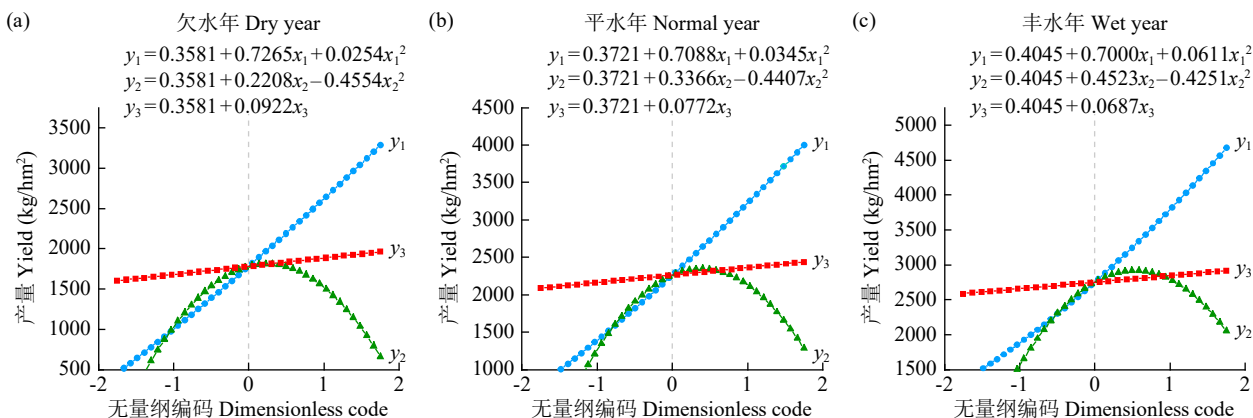 (a)
欠水年 Dry year
y₁=0.3581+0.7265x₁+0.0254x₁²
y₂=0.3581+0.2208x₂−0.4554x₂²
y₃=0.3581+0.0922x₃
产量 Yield (kg/hm²)
3500
3000
2500
2000
1500
1000
500
-2
-1
0
1
2
y₁
y₃
y₂
无量纲编码 Dimensionless code
(b)
平水年 Normal year
y₁=0.3721+0.7088x₁+0.0345x₁²
y₂=0.3721+0.3366x₂−0.4407x₂²
y₃=0.3721+0.0772x₃
产量 Yield (kg/hm²)
4500
4000
3500
3000
2500
2000
1500
1000
-2
-1
0
1
2
y₁
y₃
y₂
无量纲编码 Dimensionless code
(c)
丰水年 Wet year
y₁=0.4045+0.7000x₁+0.0611x₁²
y₂=0.4045+0.4523x₂−0.4251x₂²
y₃=0.4045+0.0687x₃
产量 Yield (kg/hm²)
5000
4500
4000
3500
3000
2500
2000
1500
-2
-1
0
1
2
y₁
y₃
y₂
无量纲编码 Dimensionless code